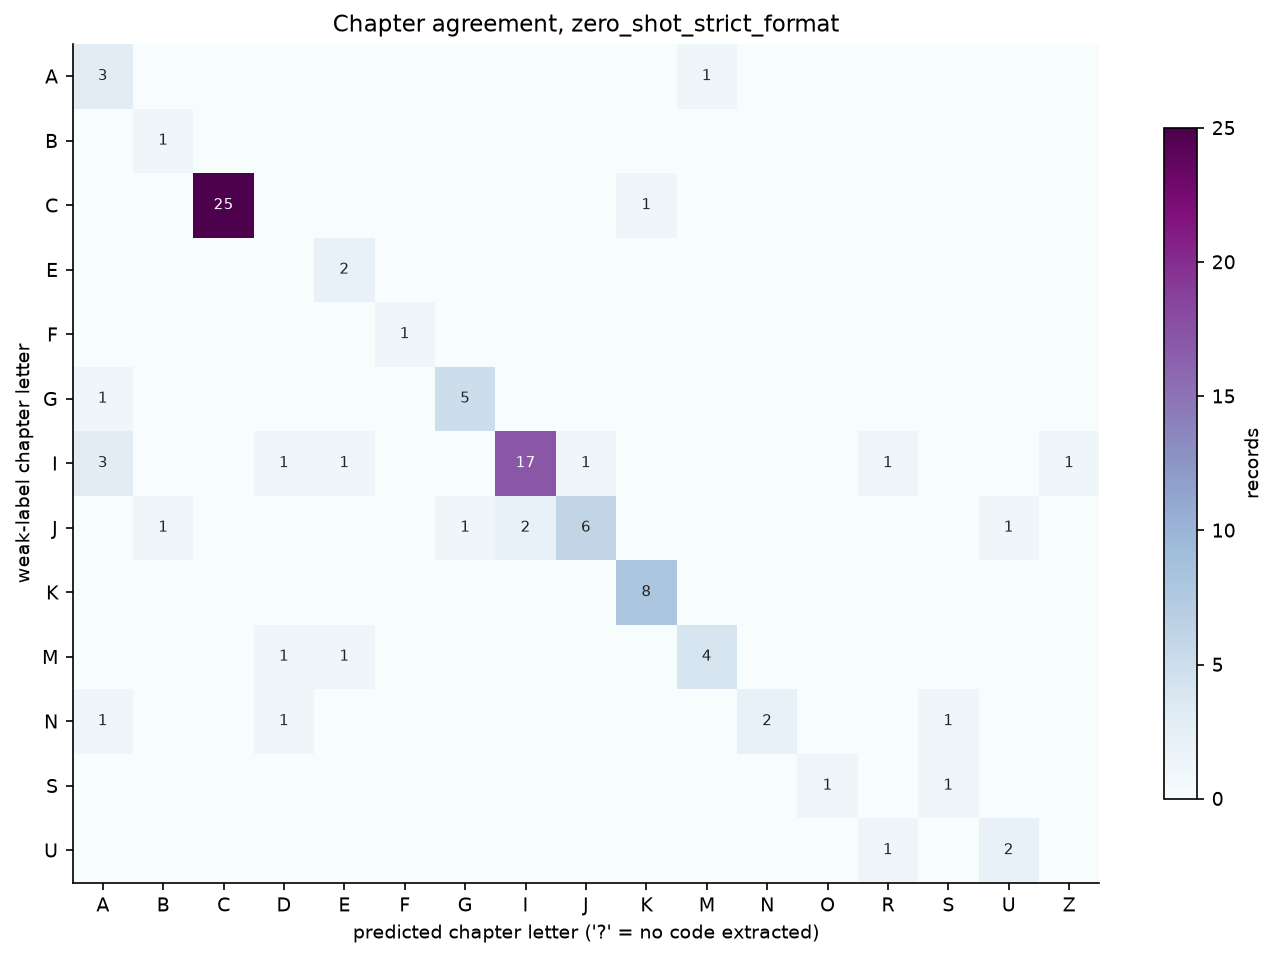 Chapter agreement, zero_shot_strict_format
A 3 1
B 1
C 25 1
E 2
F 1
G 1 5
I 3 1 1 17 1 1 1
J 1 1 2 6 1
K 8
M 1 1 4
N 1 1 2 1
S 1 1
U 1 2
A B C D E F G I J K M N O R S U Z
predicted chapter letter ('?' = no code extracted)
weak-label chapter letter
25
20
15
10
5
0
records